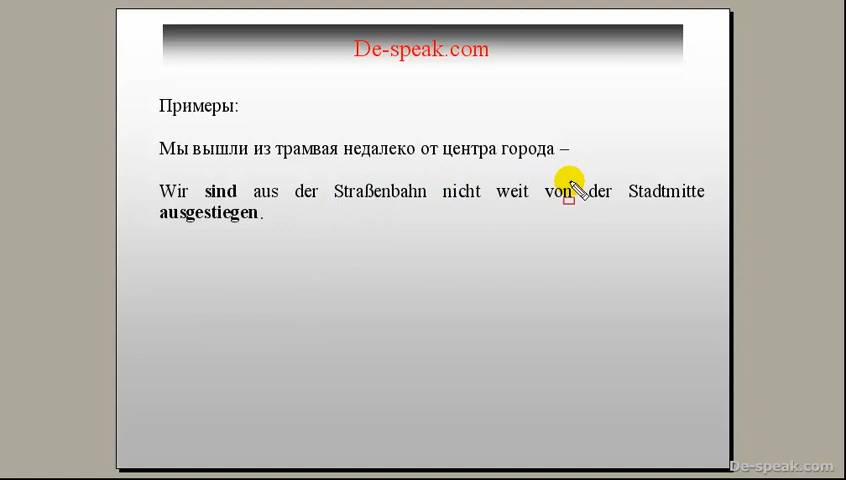 De-speak.com
Примеры:
Мы вышли из трамвая недалеко от центра города –
Wir sind aus der Straßenbahn nicht weit von der Stadtmitte
ausgestiegen.
De-speak.com